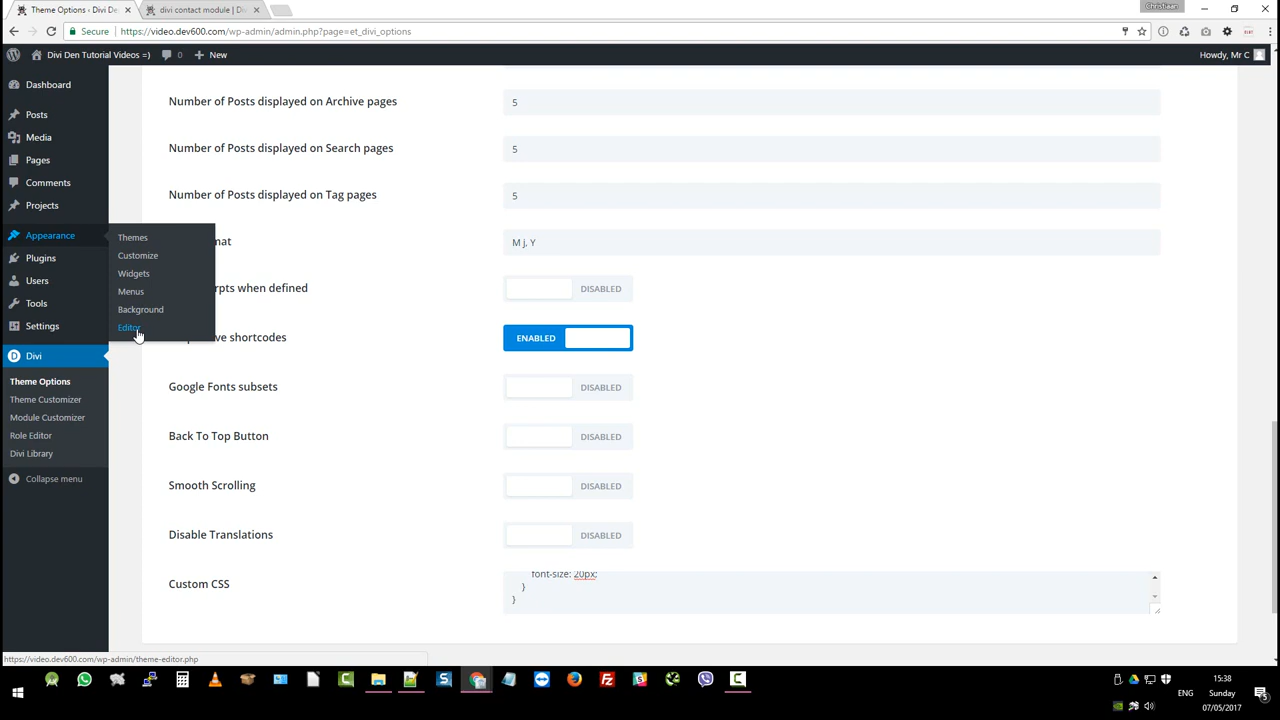 Theme Options ‹ Divi De
divi contact module | Di
Christiaan
Secure
https://video.dev600.com/wp-admin/admin.php?page=et_divi_options
Divi Den Tutorial Videos =)
0
New
Howdy, Mr C
Dashboard
Posts
Media
Pages
Comments
Projects
Appearance
Plugins
Users
Tools
Settings
Divi
Theme Options
Theme Customizer
Module Customizer
Role Editor
Divi Library
Collapse menu
Themes
Customize
Widgets
Menus
Background
Editor
Number of Posts displayed on Archive pages
5
Number of Posts displayed on Search pages
5
Number of Posts displayed on Tag pages
5
mat
M j, Y
rpts when defined
DISABLED
ve shortcodes
ENABLED
Google Fonts subsets
DISABLED
Back To Top Button
DISABLED
Smooth Scrolling
DISABLED
Disable Translations
DISABLED
Custom CSS
font-size: 20px;
}
}
https://video.dev600.com/wp-admin/theme-editor.php
15:38
ENG
Sunday
07/05/2017